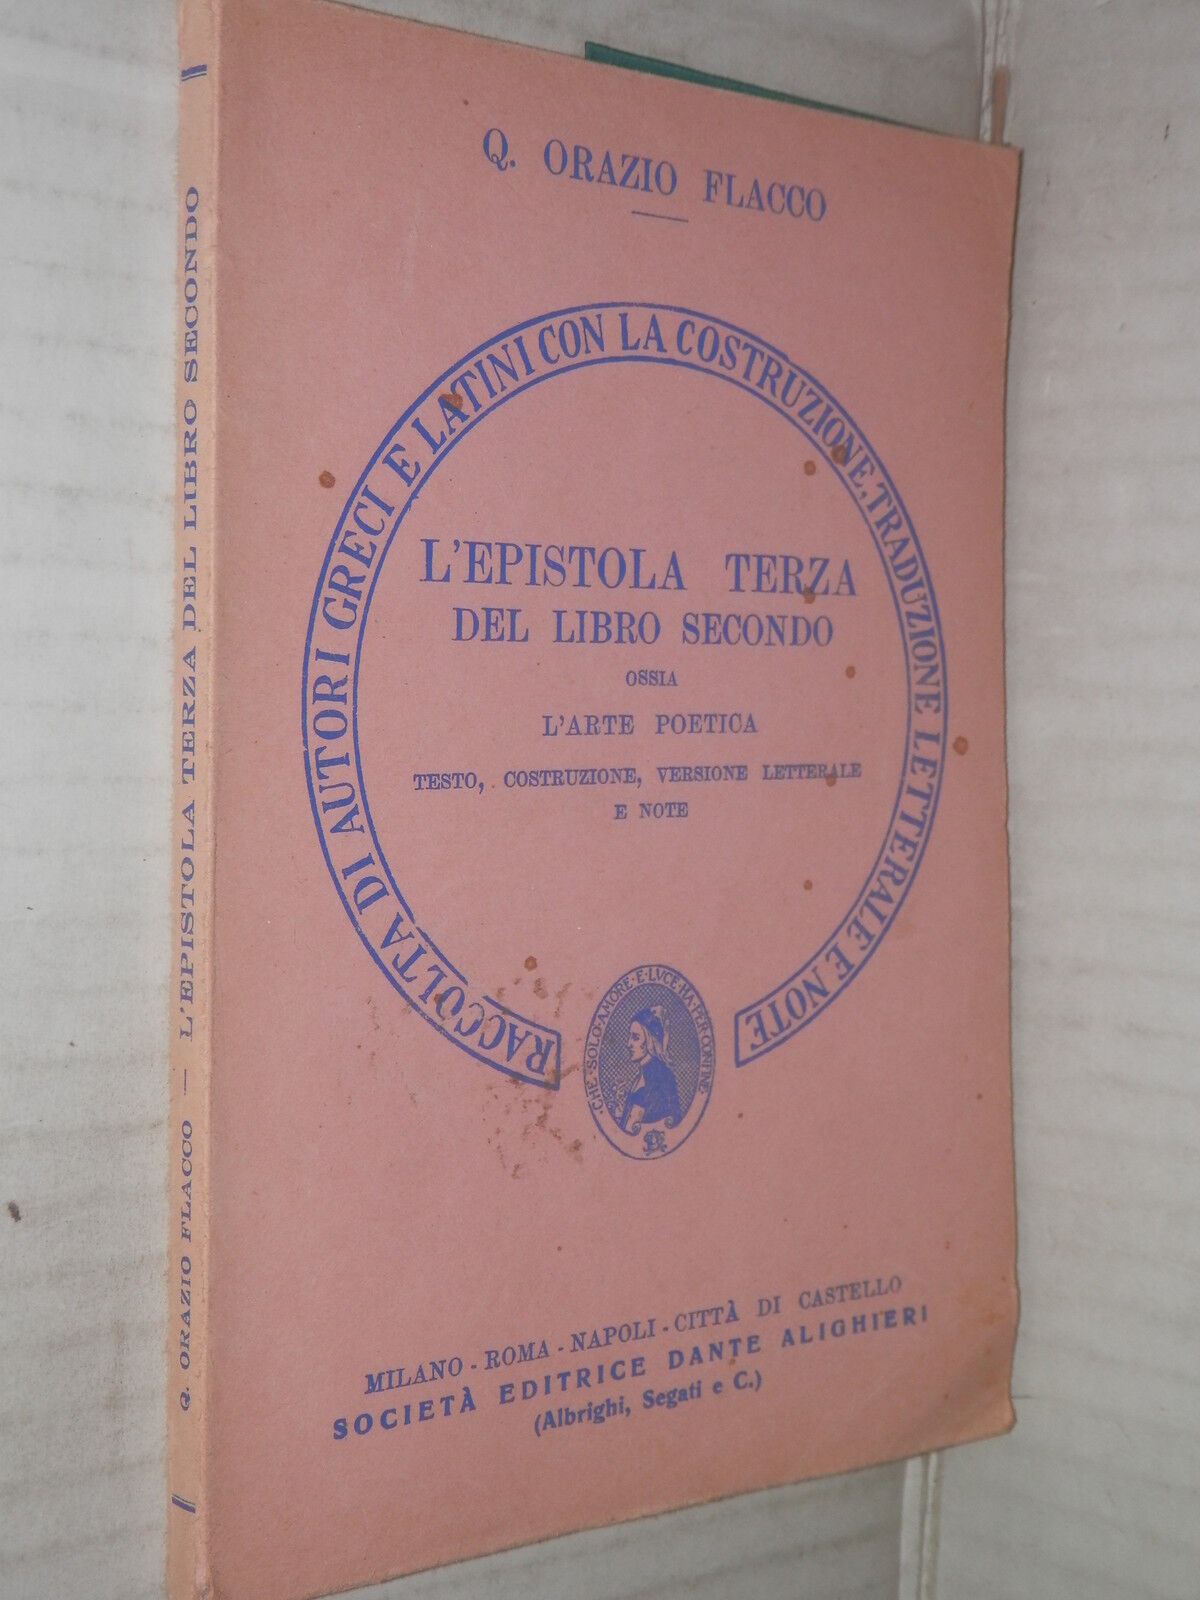 Q. ORAZIO FLACCO
RACCOLTA DI AUTORI GRECI E LATINI CON LA COSTRUZIONE, TRADUZIONE LETTERALE E NOTE
L'EPISTOLA TERZA
DEL LIBRO SECONDO
OSSIA
L'ARTE POETICA
TESTO, COSTRUZIONE, VERSIONE LETTERALE
E NOTE
·CHE·SOLO·AMORE·E·LVCE·HA·PER·CONFINE·
MILANO - ROMA - NAPOLI - CITTÀ DI CASTELLO
SOCIETÀ EDITRICE DANTE ALIGHIERI
(Albrighi, Segati e C.)
Q. ORAZIO FLACCO — L'EPISTOLA TERZA DEL LIBRO SECONDO